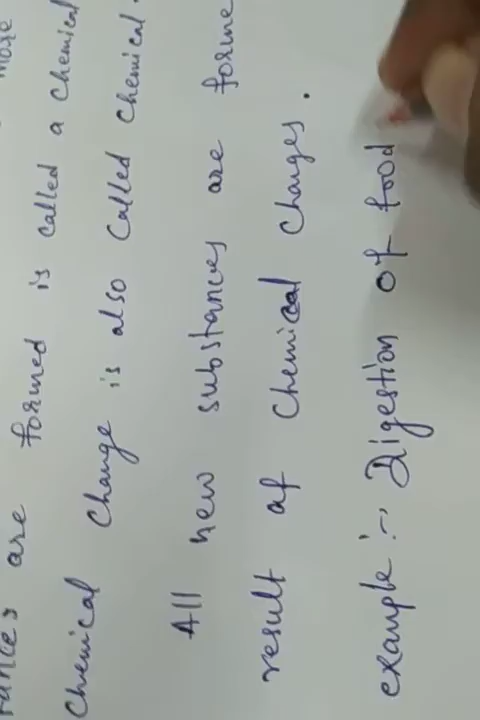 more
are formed is called a chemical
Chemical Change is also called chemical
All new substances are forme
result of Chemical Changes.
example :- Digestion of food